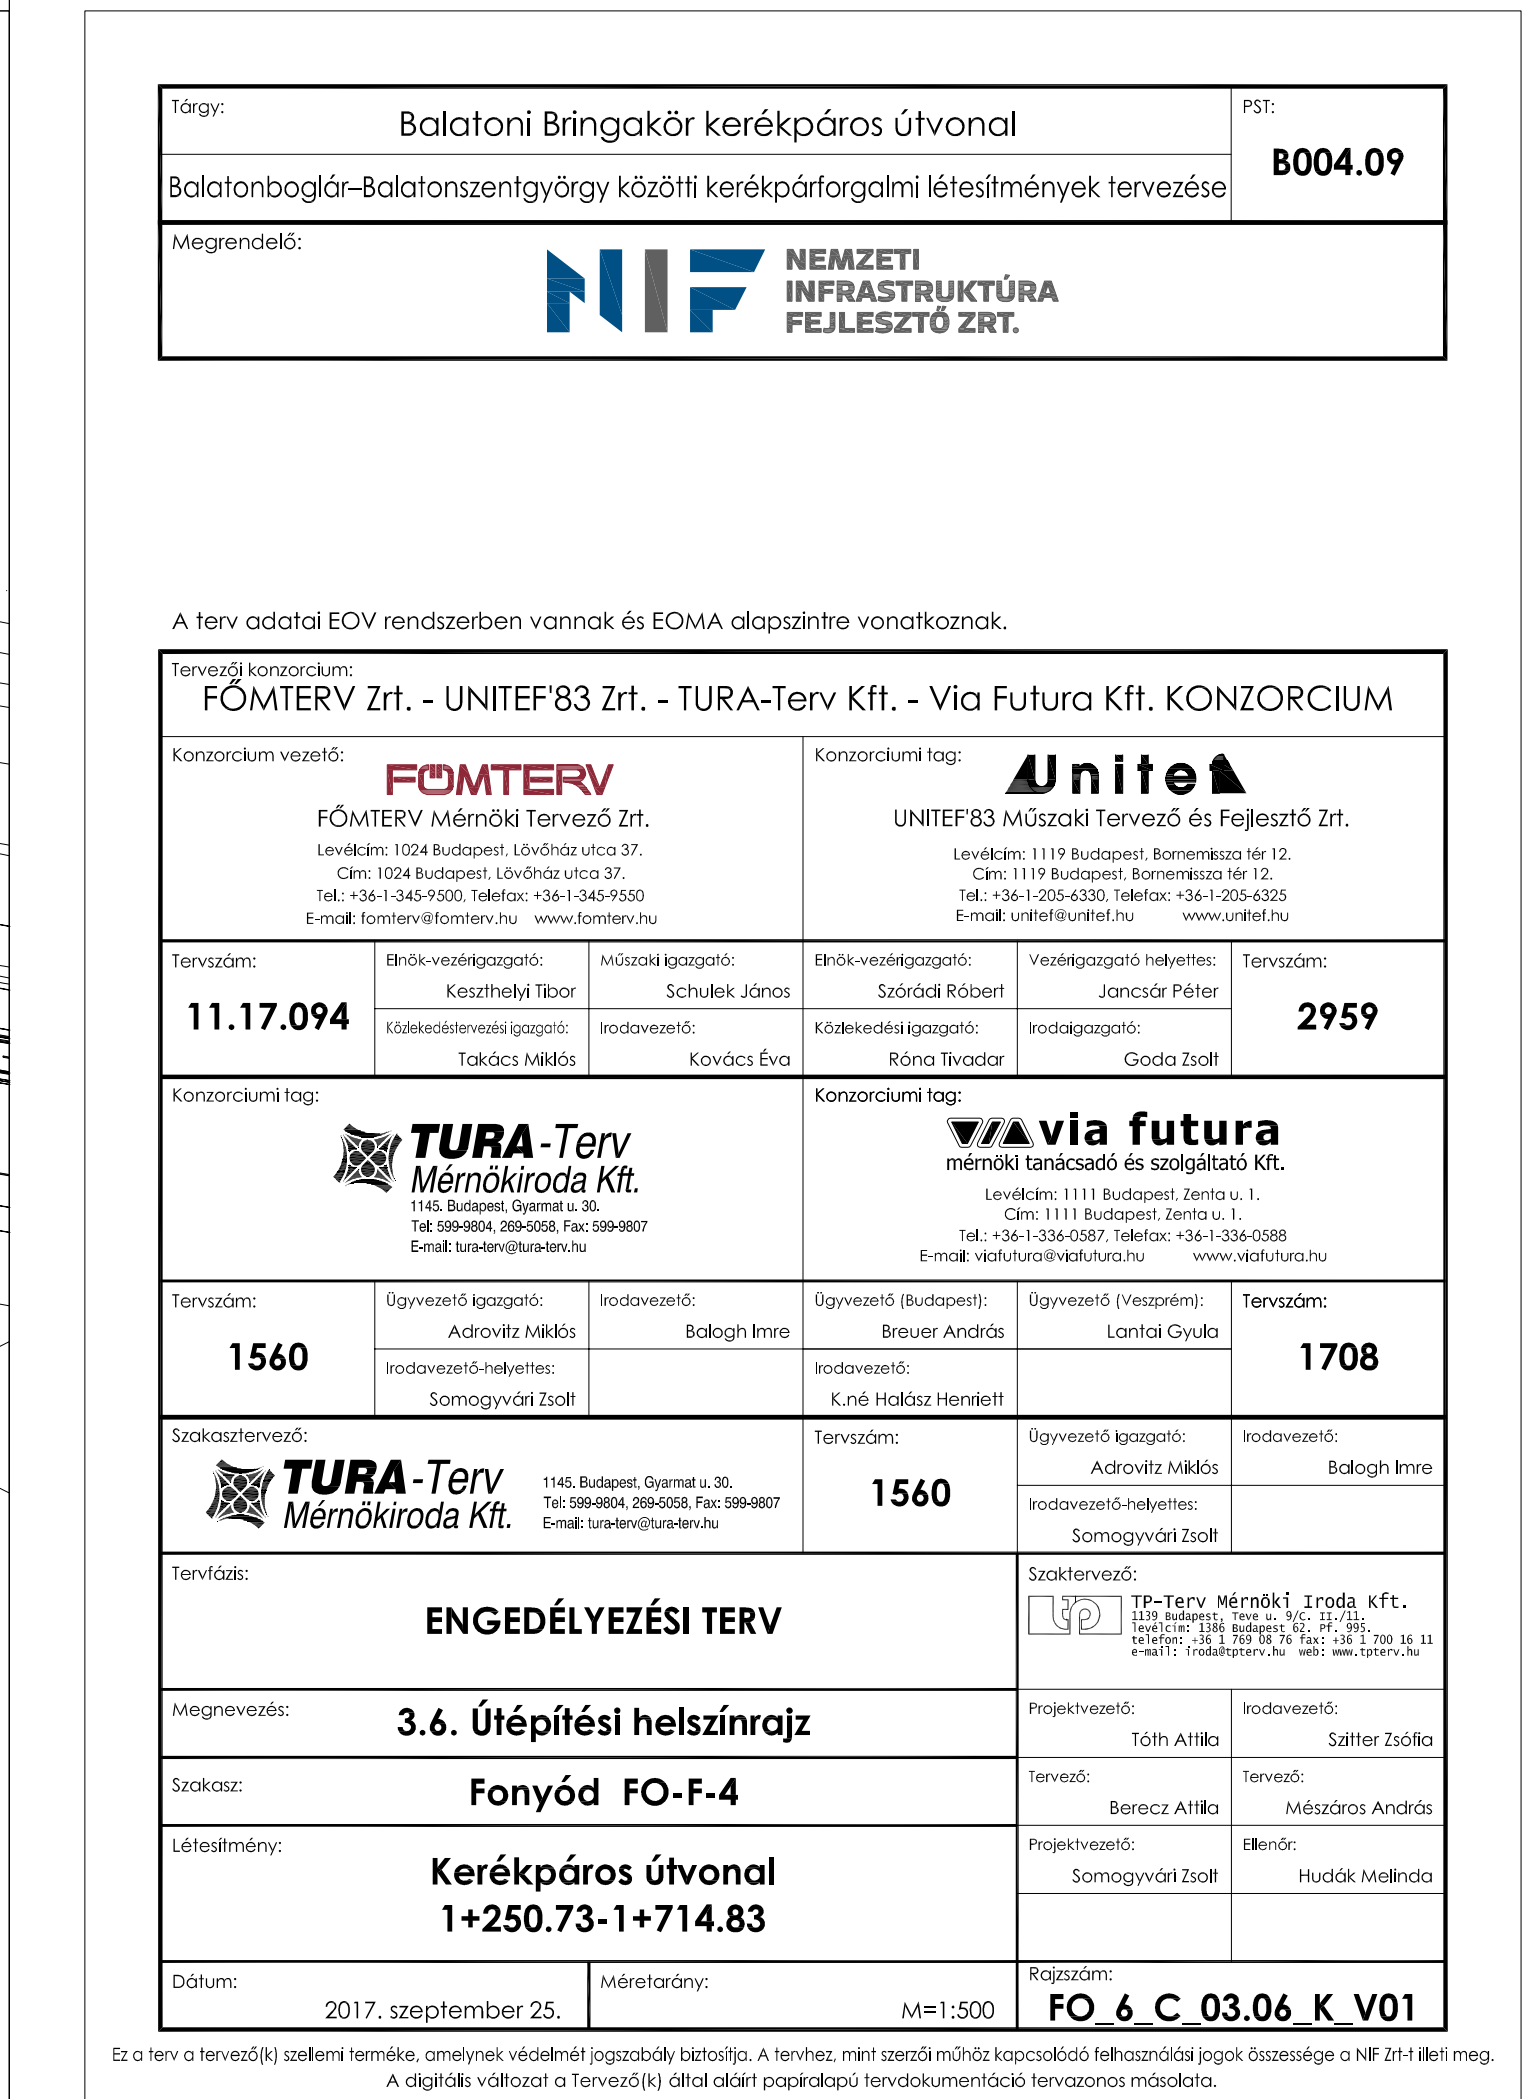 Tárgy:
Balatoni Bringakör kerékpáros útvonal
PST:
B004.09
Balatonboglár–Balatonszentgyörgy közötti kerékpárforgalmi létesítmények tervezése
Megrendelő:
NIF
NEMZETI
INFRASTRUKTÚRA
FEJLESZTŐ ZRT.
A terv adatai EOV rendszerben vannak és EOMA alapszintre vonatkoznak.
Tervezői konzorcium:
FŐMTERV Zrt. - UNITEF'83 Zrt. - TURA-Terv Kft. - Via Futura Kft. KONZORCIUM
Konzorcium vezető:
FŐMTERV
FŐMTERV Mérnöki Tervező Zrt.
Levélcím: 1024 Budapest, Lövőház utca 37.
Cím: 1024 Budapest, Lövőház utca 37.
Tel.: +36-1-345-9500, Telefax: +36-1-345-9550
E-mail: fomterv@fomterv.hu www.fomterv.hu
Konzorciumi tag:
Unitef
UNITEF'83 Műszaki Tervező és Fejlesztő Zrt.
Levélcím: 1119 Budapest, Bornemissza tér 12.
Cím: 1119 Budapest, Bornemissza tér 12.
Tel.: +36-1-205-6330, Telefax: +36-1-205-6325
E-mail: unitef@unitef.hu www.unitef.hu
Tervszám:
11.17.094
Elnök-vezérigazgató:
Keszthelyi Tibor
Műszaki igazgató:
Schulek János
Elnök-vezérigazgató:
Szórádi Róbert
Vezérigazgató helyettes:
Jancsár Péter
Tervszám:
2959
Közlekedéstervezési igazgató:
Takács Miklós
Irodavezető:
Kovács Éva
Közlekedési igazgató:
Róna Tivadar
Irodaigazgató:
Goda Zsolt
Konzorciumi tag:
TURA-Terv
Mérnökiroda Kft.
1145. Budapest, Gyarmat u. 30.
Tel: 599-9804, 269-5058, Fax: 599-9807
E-mail: tura-terv@tura-terv.hu
Konzorciumi tag:
VIA via futura
mérnöki tanácsadó és szolgáltató Kft.
Levélcím: 1111 Budapest, Zenta u. 1.
Cím: 1111 Budapest, Zenta u. 1.
Tel.: +36-1-336-0587, Telefax: +36-1-336-0588
E-mail: viafutura@viafutura.hu www.viafutura.hu
Tervszám:
1560
Ügyvezető igazgató:
Adrovitz Miklós
Irodavezető:
Balogh Imre
Ügyvezető (Budapest):
Breuer András
Ügyvezető (Veszprém):
Lantai Gyula
Tervszám:
1708
Irodavezető-helyettes:
Somogyvári Zsolt
Irodavezető:
K.né Halász Henriett
Szakasztervező:
TURA-Terv
Mérnökiroda Kft.
1145. Budapest, Gyarmat u. 30.
Tel: 599-9804, 269-5058, Fax: 599-9807
E-mail: tura-terv@tura-terv.hu
Tervszám:
1560
Ügyvezető igazgató:
Adrovitz Miklós
Irodavezető:
Balogh Imre
Irodavezető-helyettes:
Somogyvári Zsolt
Tervfázis:
ENGEDÉLYEZÉSI TERV
Szaktervező:
tp
TP-Terv Mérnöki Iroda Kft.
1139 Budapest, Teve u. 9/C. II./11.
levélcím: 1386 Budapest 62. Pf. 995.
telefon: +36 1 769 08 76 fax: +36 1 700 16 11
e-mail: iroda@tpterv.hu web: www.tpterv.hu
Megnevezés:
3.6. Útépítési helszínrajz
Projektvezető:
Tóth Attila
Irodavezető:
Szitter Zsófia
Szakasz:
Fonyód FO-F-4
Tervező:
Berecz Attila
Tervező:
Mészáros András
Létesítmény:
Kerékpáros útvonal
1+250.73-1+714.83
Projektvezető:
Somogyvári Zsolt
Ellenőr:
Hudák Melinda
Dátum:
2017. szeptember 25.
Méretarány:
M=1:500
Rajzszám:
FO_6_C_03.06_K_V01
Ez a terv a tervező(k) szellemi terméke, amelynek védelmét jogszabály biztosítja. A tervhez, mint szerzői műhöz kapcsolódó felhasználási jogok összessége a NIF Zrt-t illeti meg.
A digitális változat a Tervező(k) által aláírt papíralapú tervdokumentáció tervazonos másolata.